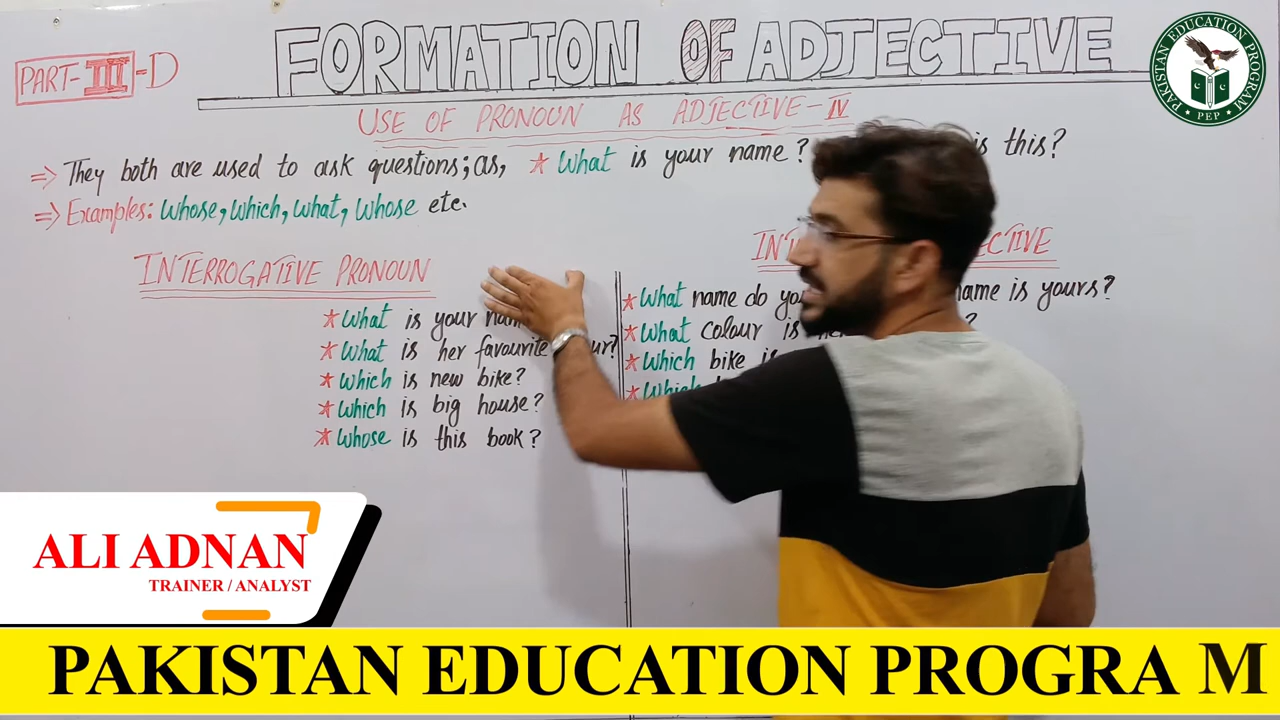 PART-III-D
FORMATION OF ADJECTIVE
PAKISTAN EDUCATION PROGRAM
PEP
USE OF PRONOUN AS ADJECTIVE-IV
⇒ They both are used to ask questions; as, * What is your name? is this?
⇒ Examples: Whose, Which, What, Whose etc.
INTERROGATIVE PRONOUN
* What is your
* What is her favourite
* Which is new bike?
* Which is big house?
* Whose is this book?
* What name do name is yours?
* What colour is
* Which bike is
* Which
ALI ADNAN
TRAINER / ANALYST
PAKISTAN EDUCATION PROGRA M